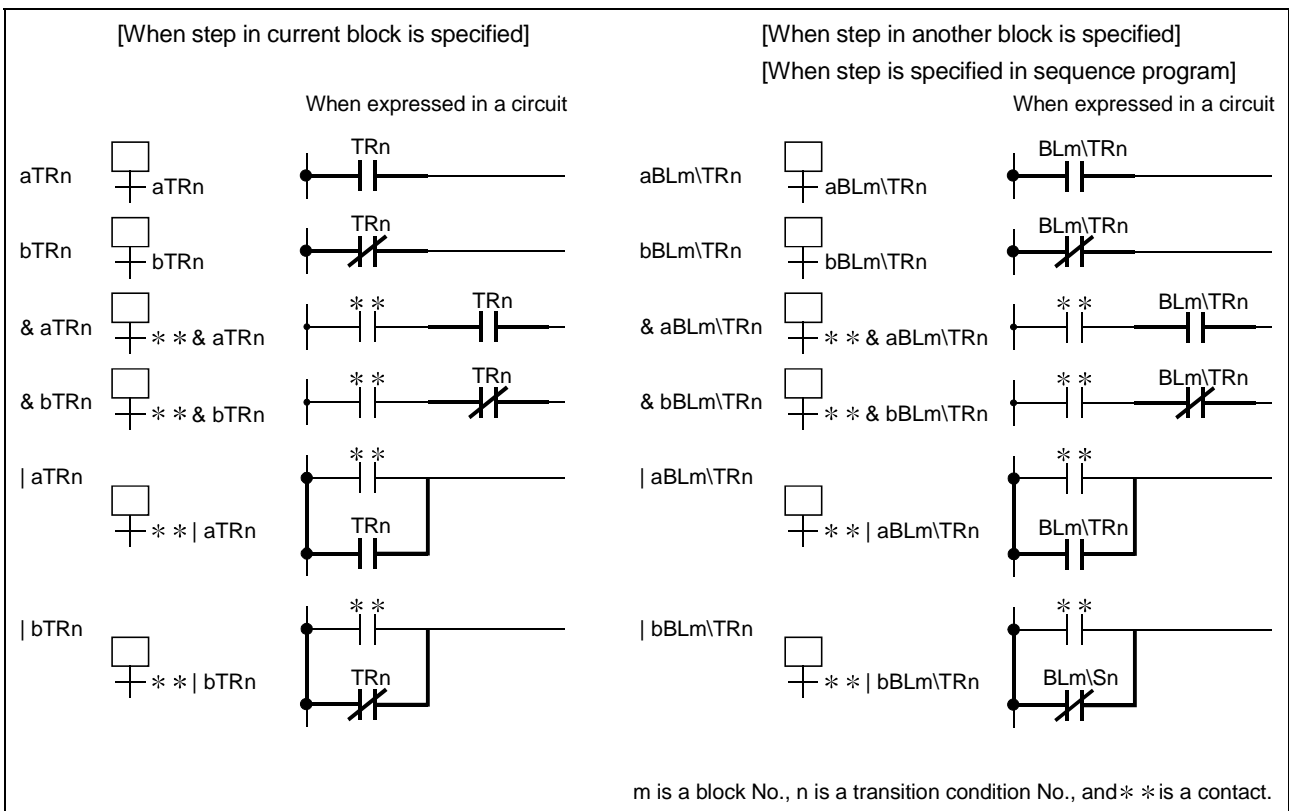 [When step in current block is specified]
[When step in another block is specified]
[When step is specified in sequence program]
When expressed in a circuit
When expressed in a circuit
aTRn
aTRn
TRn
aBLm\TRn
aBLm\TRn
BLm\TRn
bTRn
bTRn
TRn
bBLm\TRn
bBLm\TRn
BLm\TRn
& aTRn
＊＊& aTRn
＊＊
TRn
& aBLm\TRn
＊＊& aBLm\TRn
＊＊
BLm\TRn
& bTRn
＊＊& bTRn
＊＊
TRn
& bBLm\TRn
＊＊& bBLm\TRn
＊＊
BLm\TRn
| aTRn
＊＊| aTRn
＊＊
TRn
| aBLm\TRn
＊＊| aBLm\TRn
＊＊
BLm\TRn
| bTRn
＊＊| bTRn
＊＊
TRn
| bBLm\TRn
＊＊| bBLm\TRn
＊＊
BLm\Sn
m is a block No., n is a transition condition No., and＊＊is a contact.